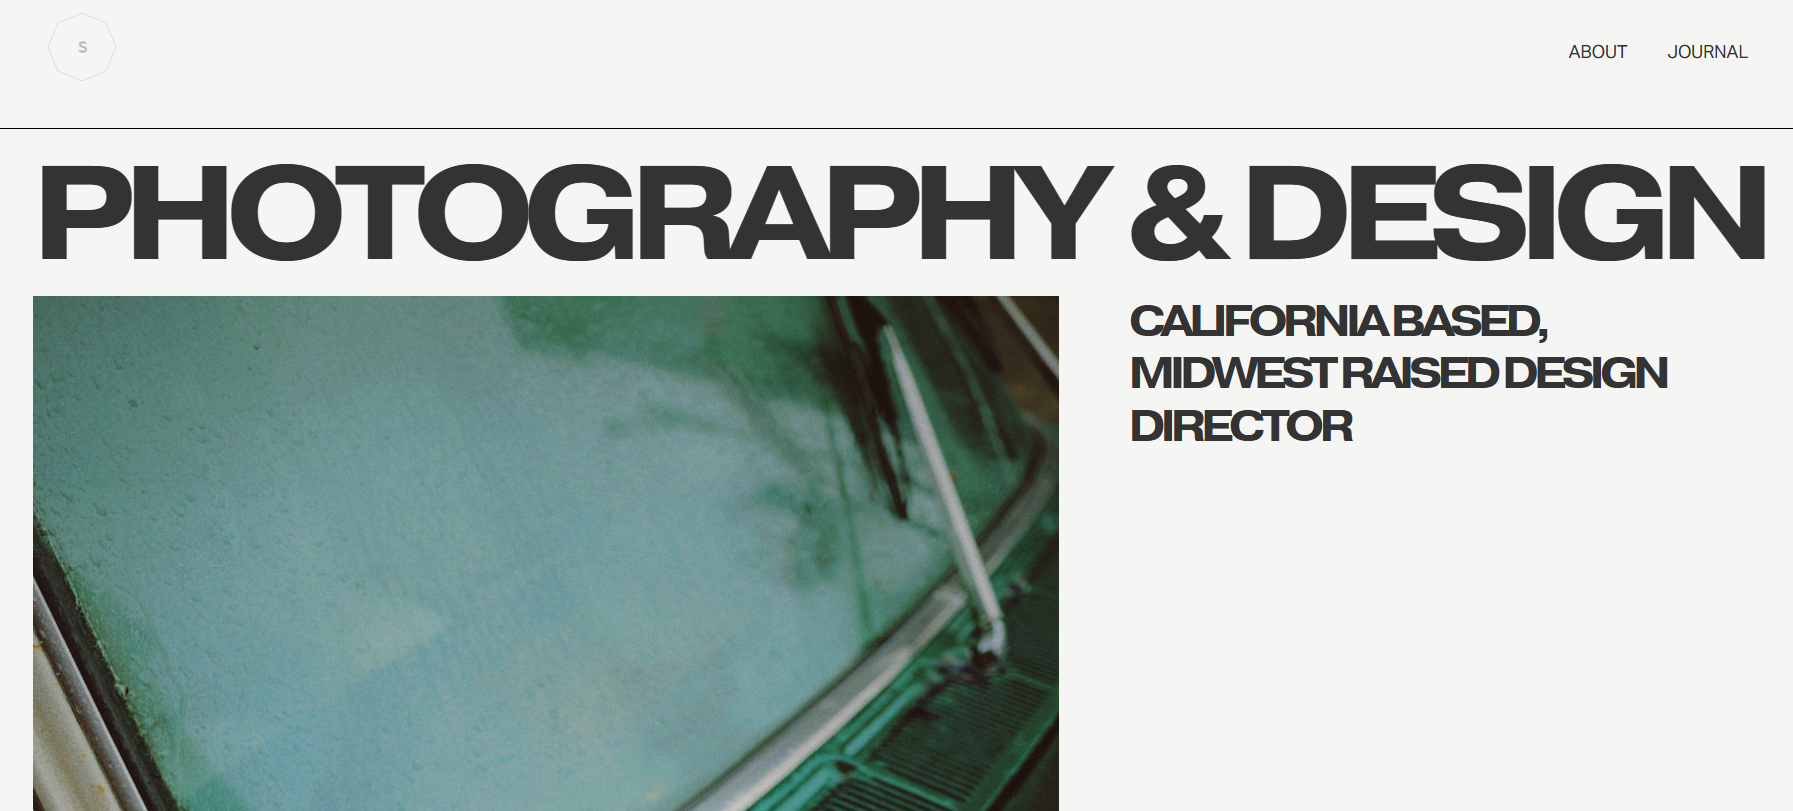 S
ABOUT JOURNAL
PHOTOGRAPHY & DESIGN
CALIFORNIA BASED,
MIDWEST RAISED DESIGN
DIRECTOR